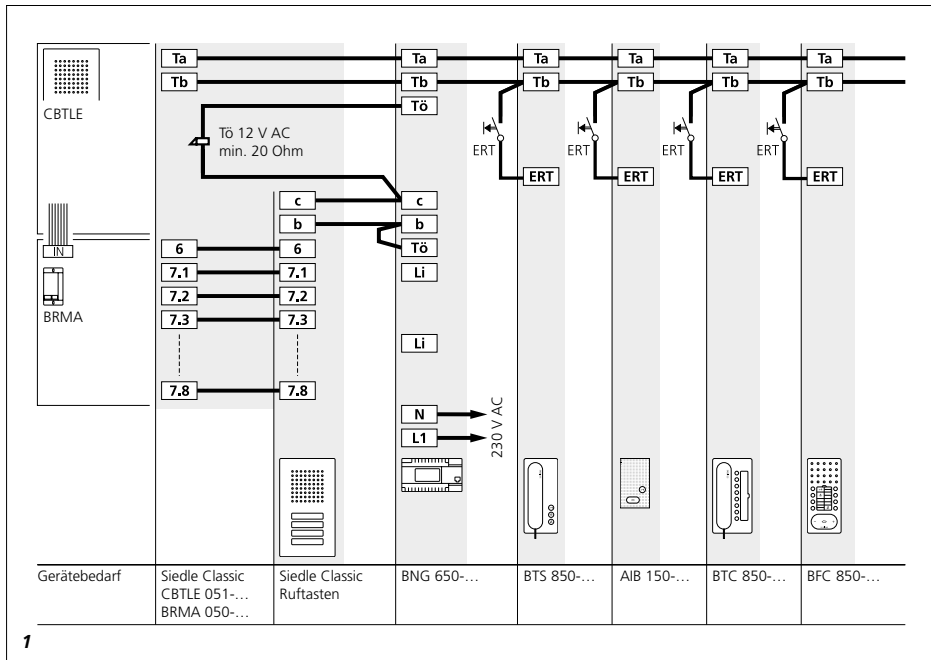 CBTLE
Ta Ta Ta Ta Ta Ta
Tb Tb Tb Tb Tb Tb
Tö
Tö 12 V AC
min. 20 Ohm
ERT ERT ERT ERT
ERT ERT ERT ERT
c c
b b
IN
6 6 Tö
7.1 7.1 Li
7.2 7.2
BRMA
7.3 7.3
Li
7.8 7.8
N
L1
230 V AC
Gerätebedarf
Siedle Classic
CBTLE 051-...
BRMA 050-...
Siedle Classic
Ruftasten
BNG 650-...
BTS 850-...
AIB 150-...
BTC 850-...
BFC 850-...
1